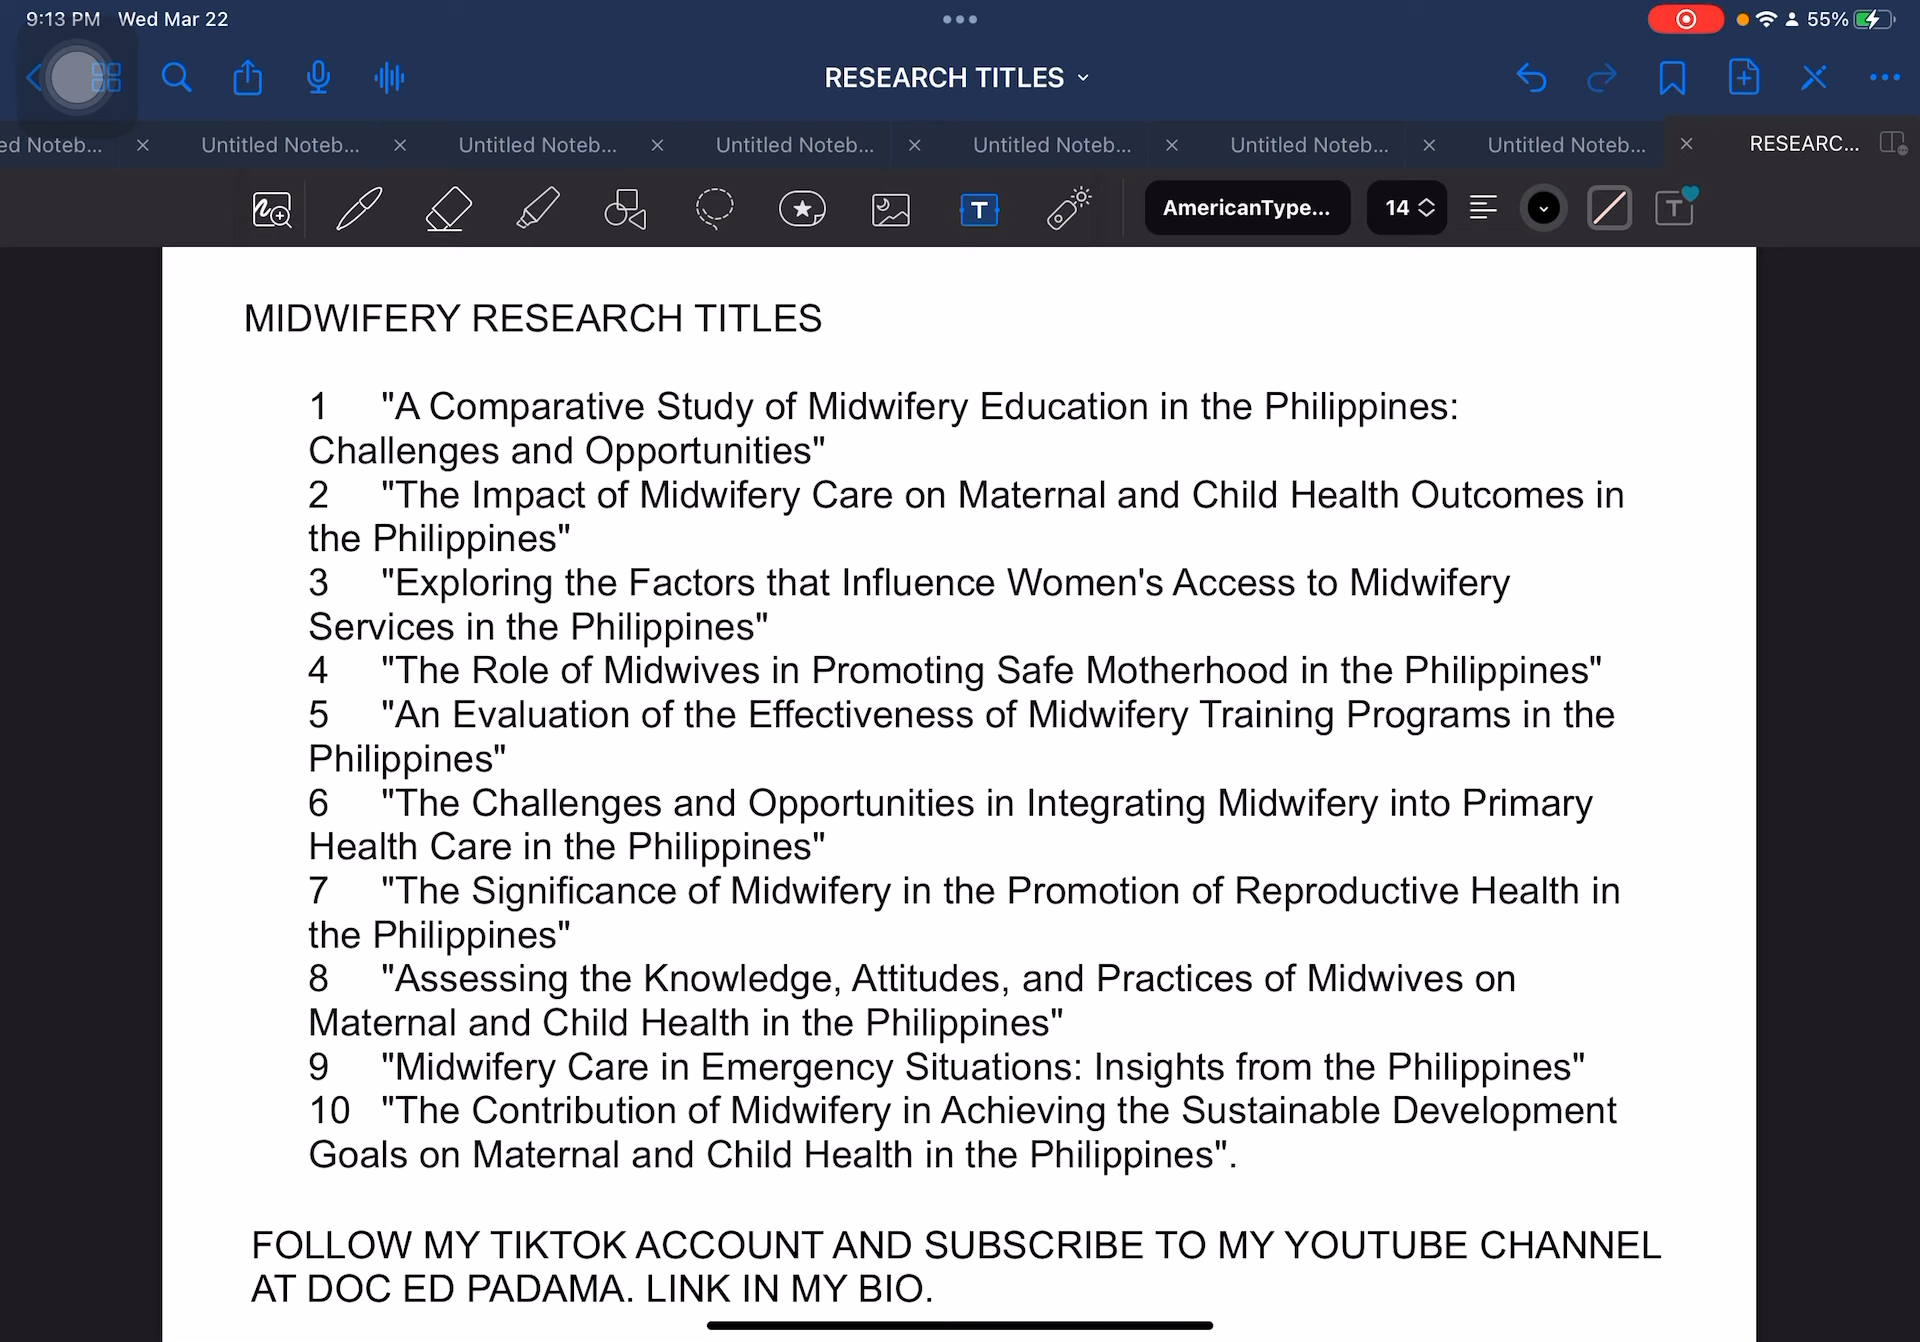 9:13 PM Wed Mar 22
55%
RESEARCH TITLES
ed Noteb...
Untitled Noteb...
Untitled Noteb...
Untitled Noteb...
Untitled Noteb...
Untitled Noteb...
Untitled Noteb...
RESEARC...
T
AmericanType...
14
T
MIDWIFERY RESEARCH TITLES
1 "A Comparative Study of Midwifery Education in the Philippines:
Challenges and Opportunities"
2 "The Impact of Midwifery Care on Maternal and Child Health Outcomes in
the Philippines"
3 "Exploring the Factors that Influence Women's Access to Midwifery
Services in the Philippines"
4 "The Role of Midwives in Promoting Safe Motherhood in the Philippines"
5 "An Evaluation of the Effectiveness of Midwifery Training Programs in the
Philippines"
6 "The Challenges and Opportunities in Integrating Midwifery into Primary
Health Care in the Philippines"
7 "The Significance of Midwifery in the Promotion of Reproductive Health in
the Philippines"
8 "Assessing the Knowledge, Attitudes, and Practices of Midwives on
Maternal and Child Health in the Philippines"
9 "Midwifery Care in Emergency Situations: Insights from the Philippines"
10 "The Contribution of Midwifery in Achieving the Sustainable Development
Goals on Maternal and Child Health in the Philippines".
FOLLOW MY TIKTOK ACCOUNT AND SUBSCRIBE TO MY YOUTUBE CHANNEL
AT DOC ED PADAMA. LINK IN MY BIO.